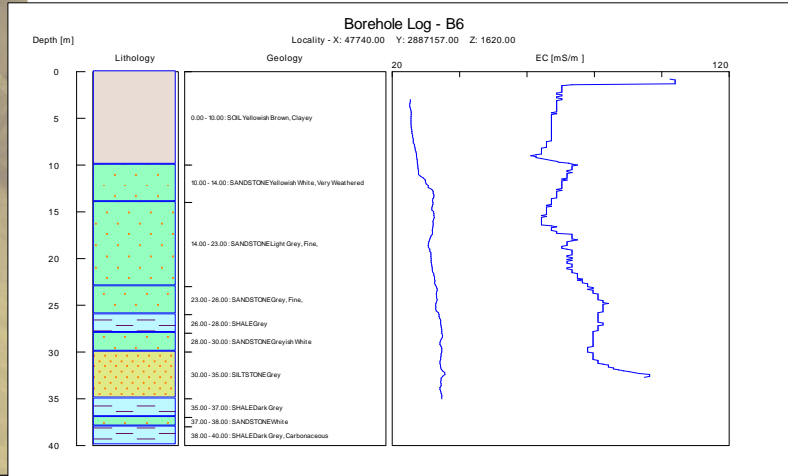 Borehole Log - B6
Depth [m]
Locality - X: 47740.00 Y: 2887157.00 Z: 1620.00
Lithology
Geology
EC [mS/m ]
20
120
0
5
10
15
20
25
30
35
40
0.00 - 10.00 : SOIL Yellowish Brown, Clayey
10.00 - 14.00 : SANDSTONE Yellowish White, Very Weathered
14.00 - 23.00 : SANDSTONE Light Grey, Fine,
23.00 - 26.00 : SANDSTONE Grey, Fine,
26.00 - 28.00 : SHALE Grey
28.00 - 30.00 : SANDSTONE Greyish White
30.00 - 35.00 : SILTSTONE Grey
35.00 - 37.00 : SHALE Dark Grey
37.00 - 38.00 : SANDSTONE White
38.00 - 40.00 : SHALE Dark Grey, Carbonaceous